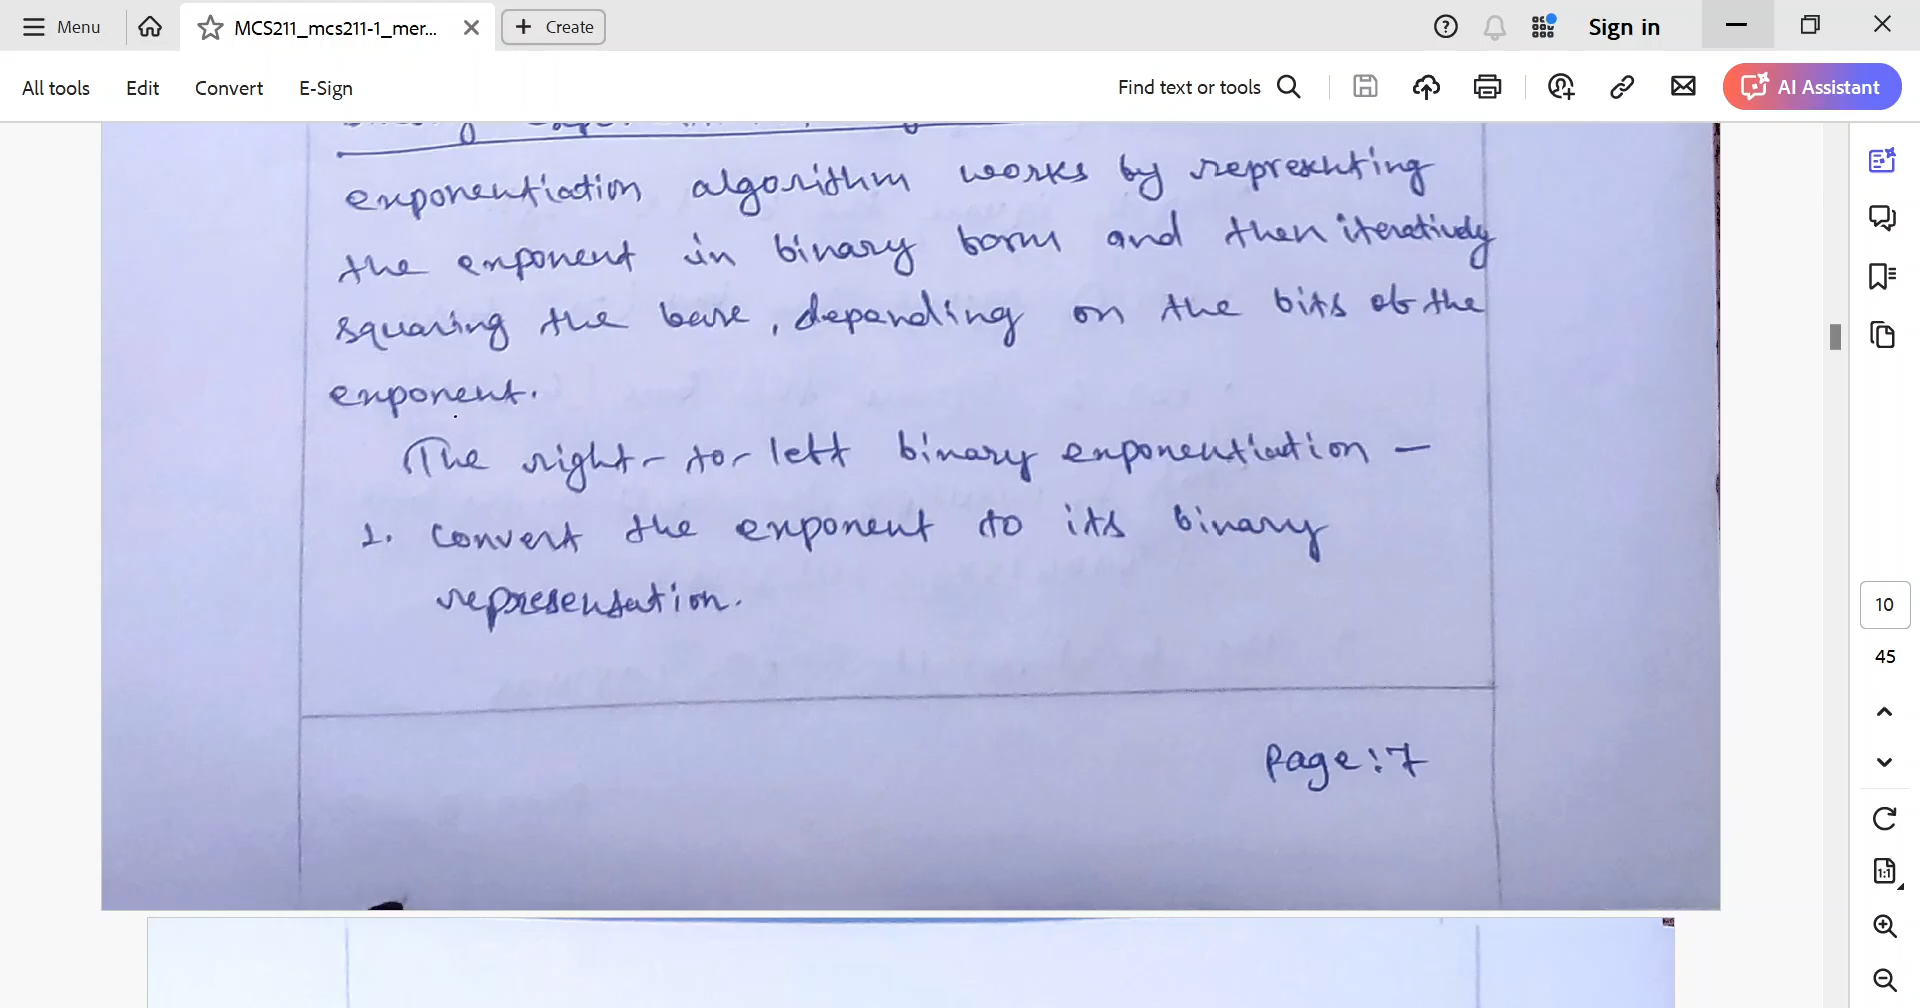 Menu
MCS211_mcs211-1_mer...
Create
Sign in
All tools
Edit
Convert
E-Sign
Find text or tools
AI Assistant
exponentiation algorithm works by representing
the exponent in binary form and then iteratively
squaring the base, depending on the bits of the
exponent.
The right-to-left binary exponentiation —
1. Convert the exponent to its binary
representation.
Page:7
10
45
1:1